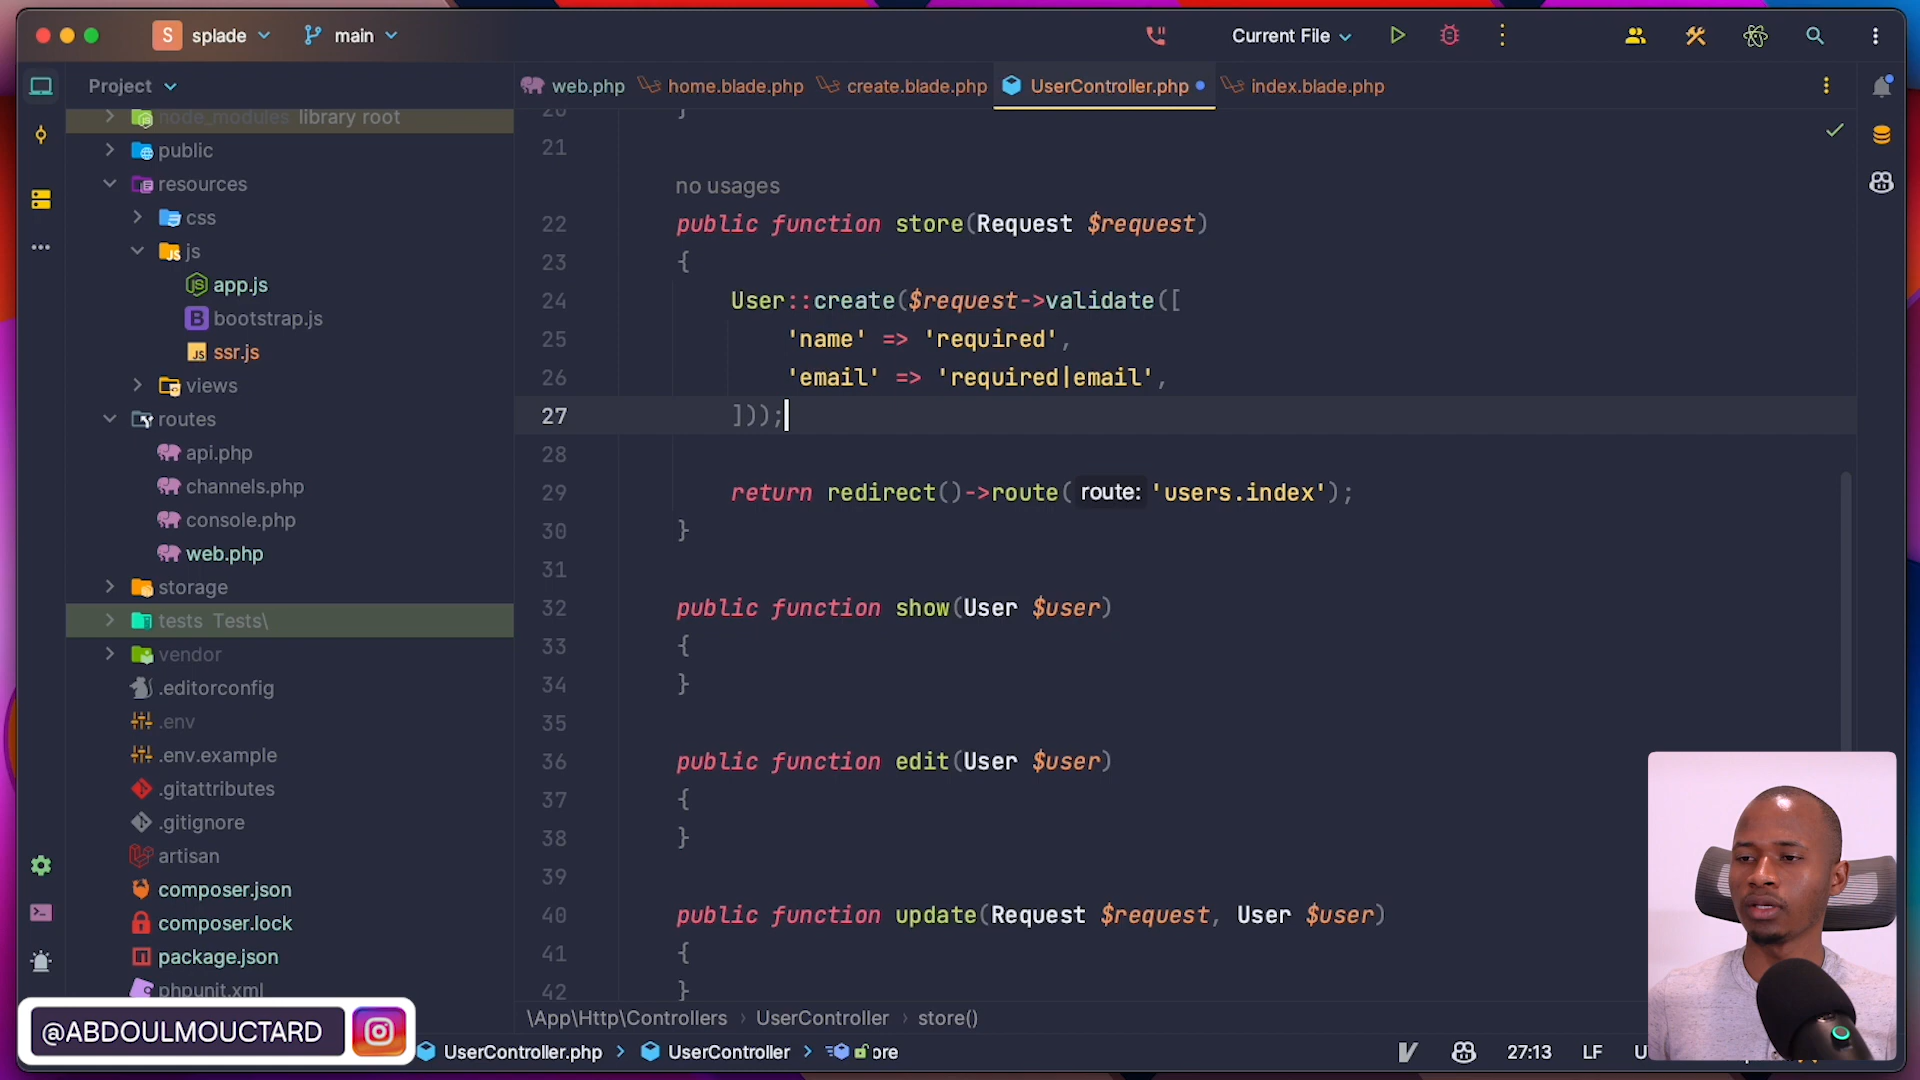 S splade main Current File
Project
web.php home.blade.php create.blade.php UserController.php index.blade.php
node_modules library root
public
resources
css
js
app.js
B bootstrap.js
JS ssr.js
views
routes
api.php
channels.php
console.php
web.php
storage
tests Tests\
vendor
.editorconfig
.env
.env.example
.gitattributes
.gitignore
artisan
composer.json
composer.lock
package.json
phpunit.xml
20 }
21
no usages
22 public function store(Request $request)
23 {
24 User::create($request->validate([
25 'name' => 'required',
26 'email' => 'required|email',
27 ]));
28
29 return redirect()->route( route: 'users.index');
30 }
31
32 public function show(User $user)
33 {
34 }
35
36 public function edit(User $user)
37 {
38 }
39
40 public function update(Request $request, User $user)
41 {
42 }
\App\Http\Controllers › UserController › store()
@ABDOULMOUCTARD
UserController.php › UserController › ore
27:13 LF